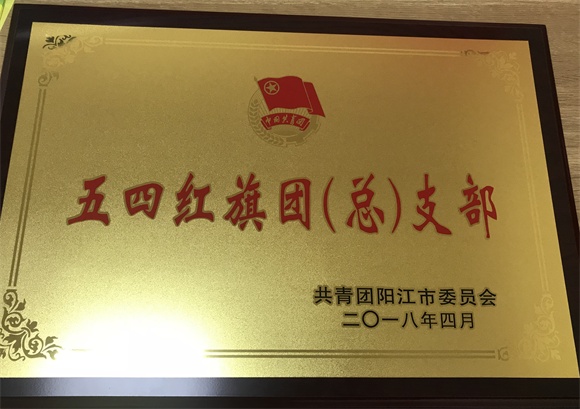 中国共青团
五四红旗团(总)支部
共青团阳江市委员会
二〇一八年四月